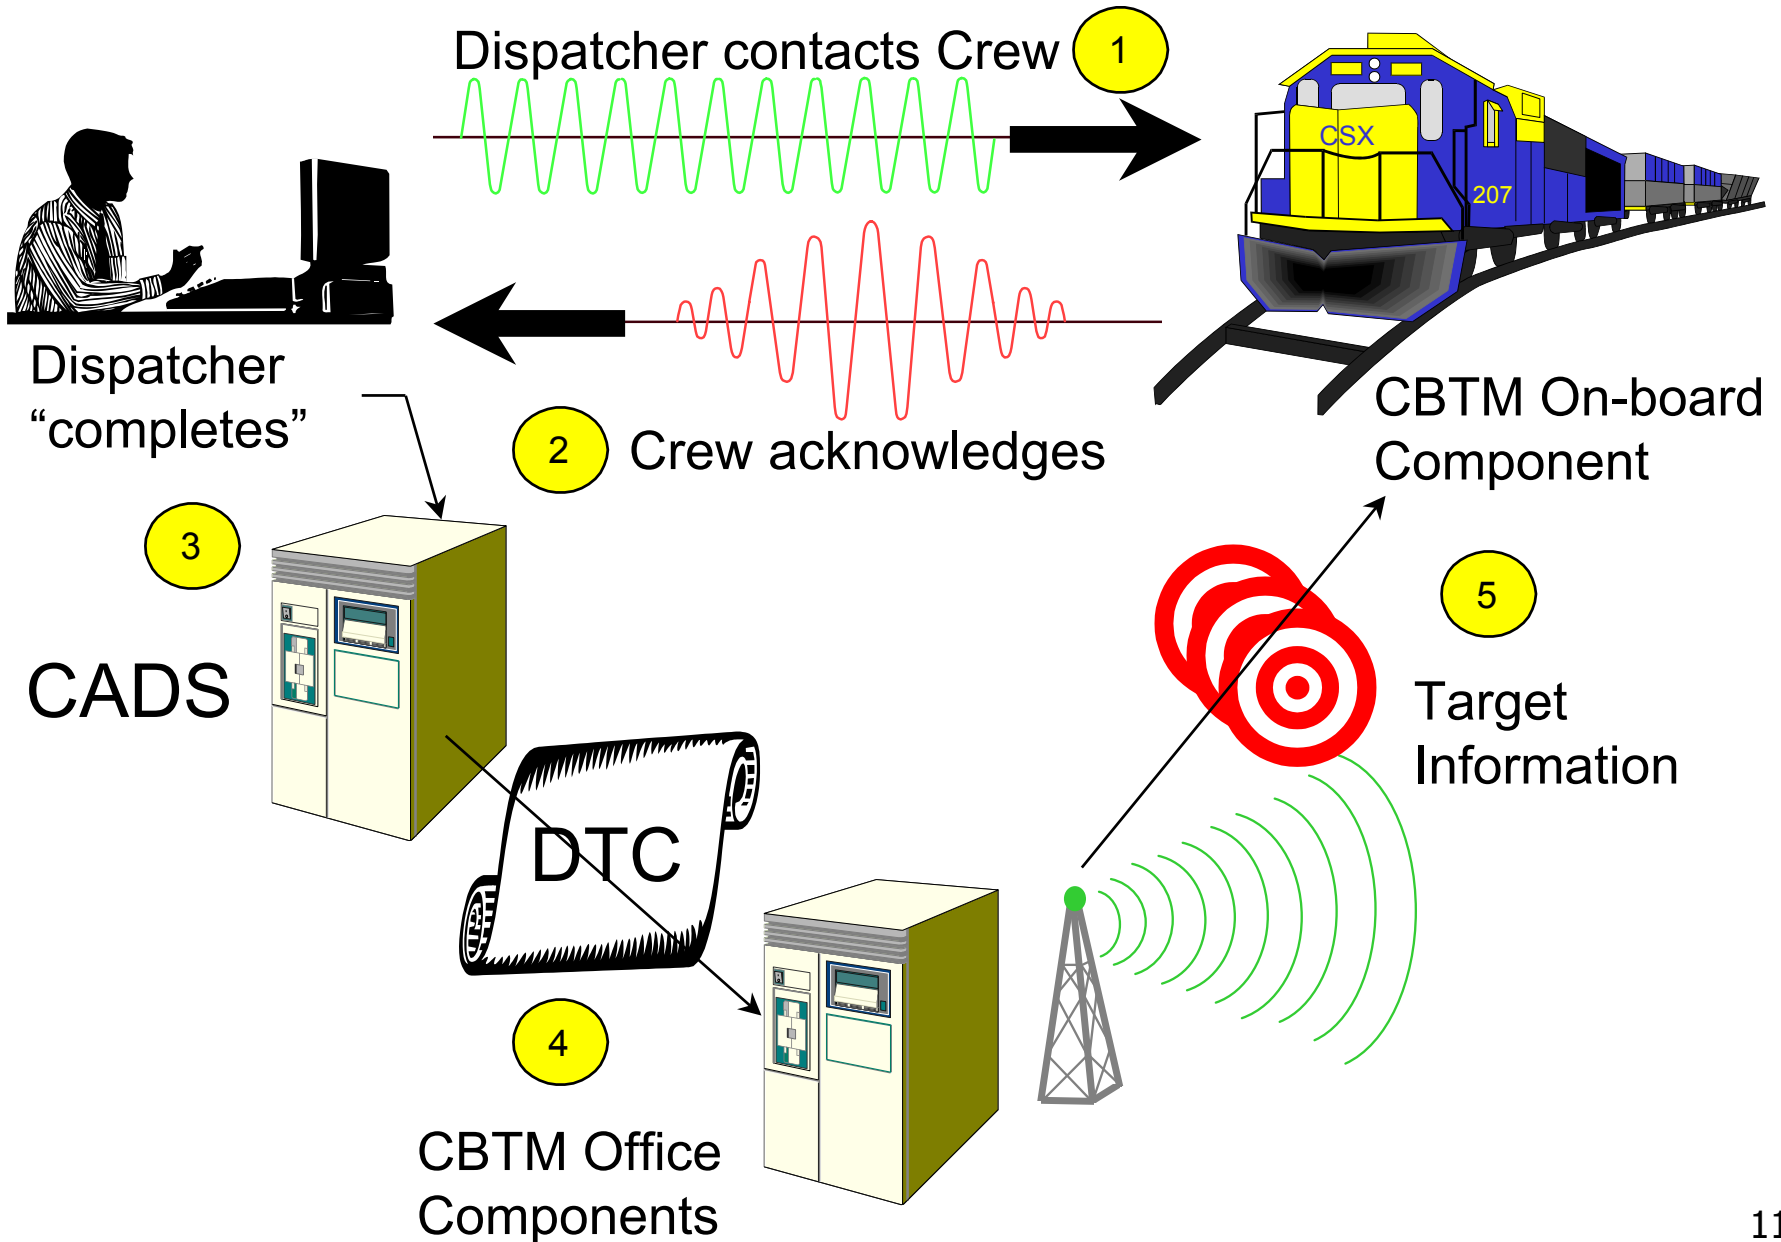 Dispatcher contacts Crew
1
CSX
207
Dispatcher
“completes”
2
Crew acknowledges
CBTM On-board
Component
3
CADS
5
Target
Information
DTC
4
CBTM Office
Components
11